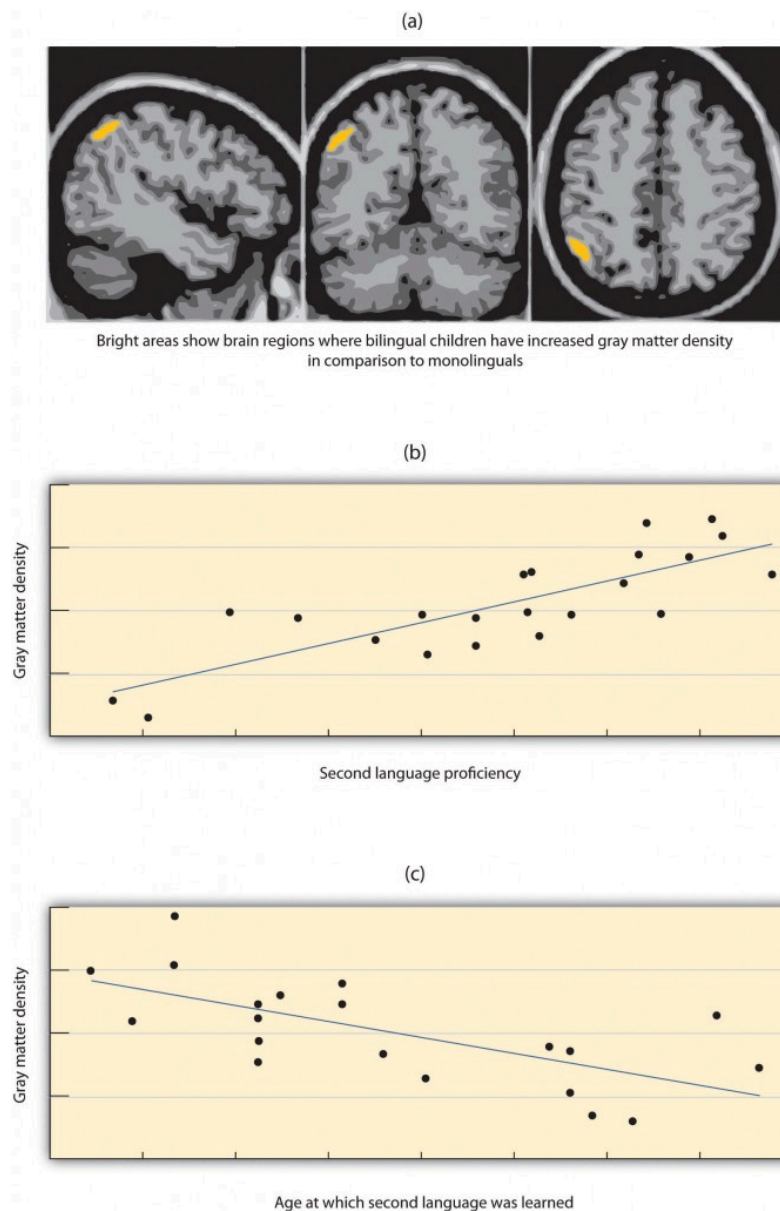 (a)
Bright areas show brain regions where bilingual children have increased gray matter density
in comparison to monolinguals
(b)
Gray matter density
Second language proficiency
(c)
Gray matter density
Age at which second language was learned